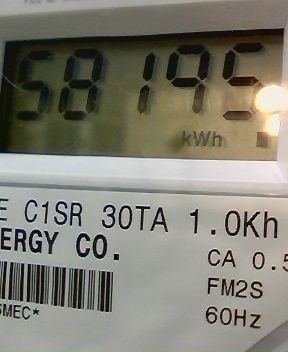 58195
kWh
E C1SR 30TA 1.0Kh
ERGY CO.
CA 0.5
FM2S
60Hz
SMEC*